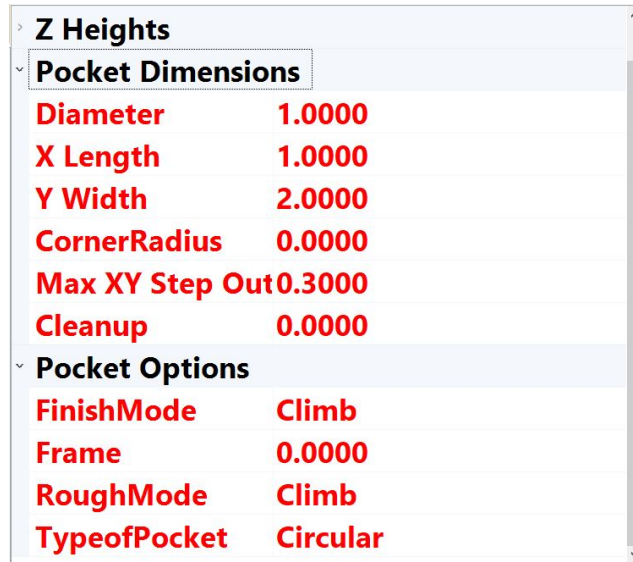 Z Heights
Pocket Dimensions
Diameter 1.0000
X Length 1.0000
Y Width 2.0000
CornerRadius 0.0000
Max XY Step Out 0.3000
Cleanup 0.0000
Pocket Options
FinishMode Climb
Frame 0.0000
RoughMode Climb
TypeofPocket Circular